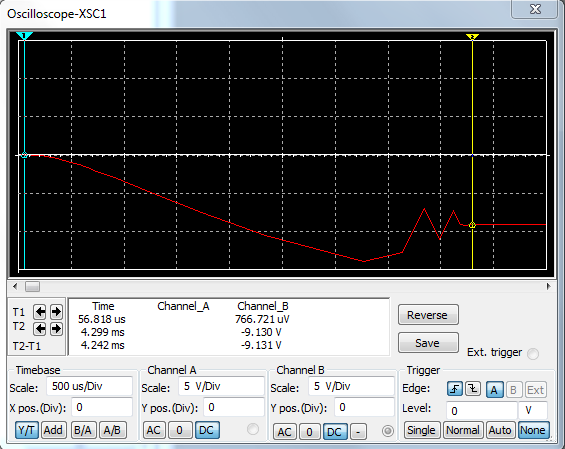 Oscilloscope-XSC1
1 2
T1
T2
T2-T1
Time Channel_A Channel_B
56.818 us 766.721 uV
4.299 ms -9.130 V
4.242 ms -9.131 V
Reverse
Save
Ext. trigger
Timebase
Scale: 500 us/Div
X pos.(Div): 0
Y/T Add B/A A/B
Channel A
Scale: 5 V/Div
Y pos.(Div): 0
AC 0 DC
Channel B
Scale: 5 V/Div
Y pos.(Div): 0
AC 0 DC -
Trigger
Edge: A B Ext
Level: 0 V
Single Normal Auto None